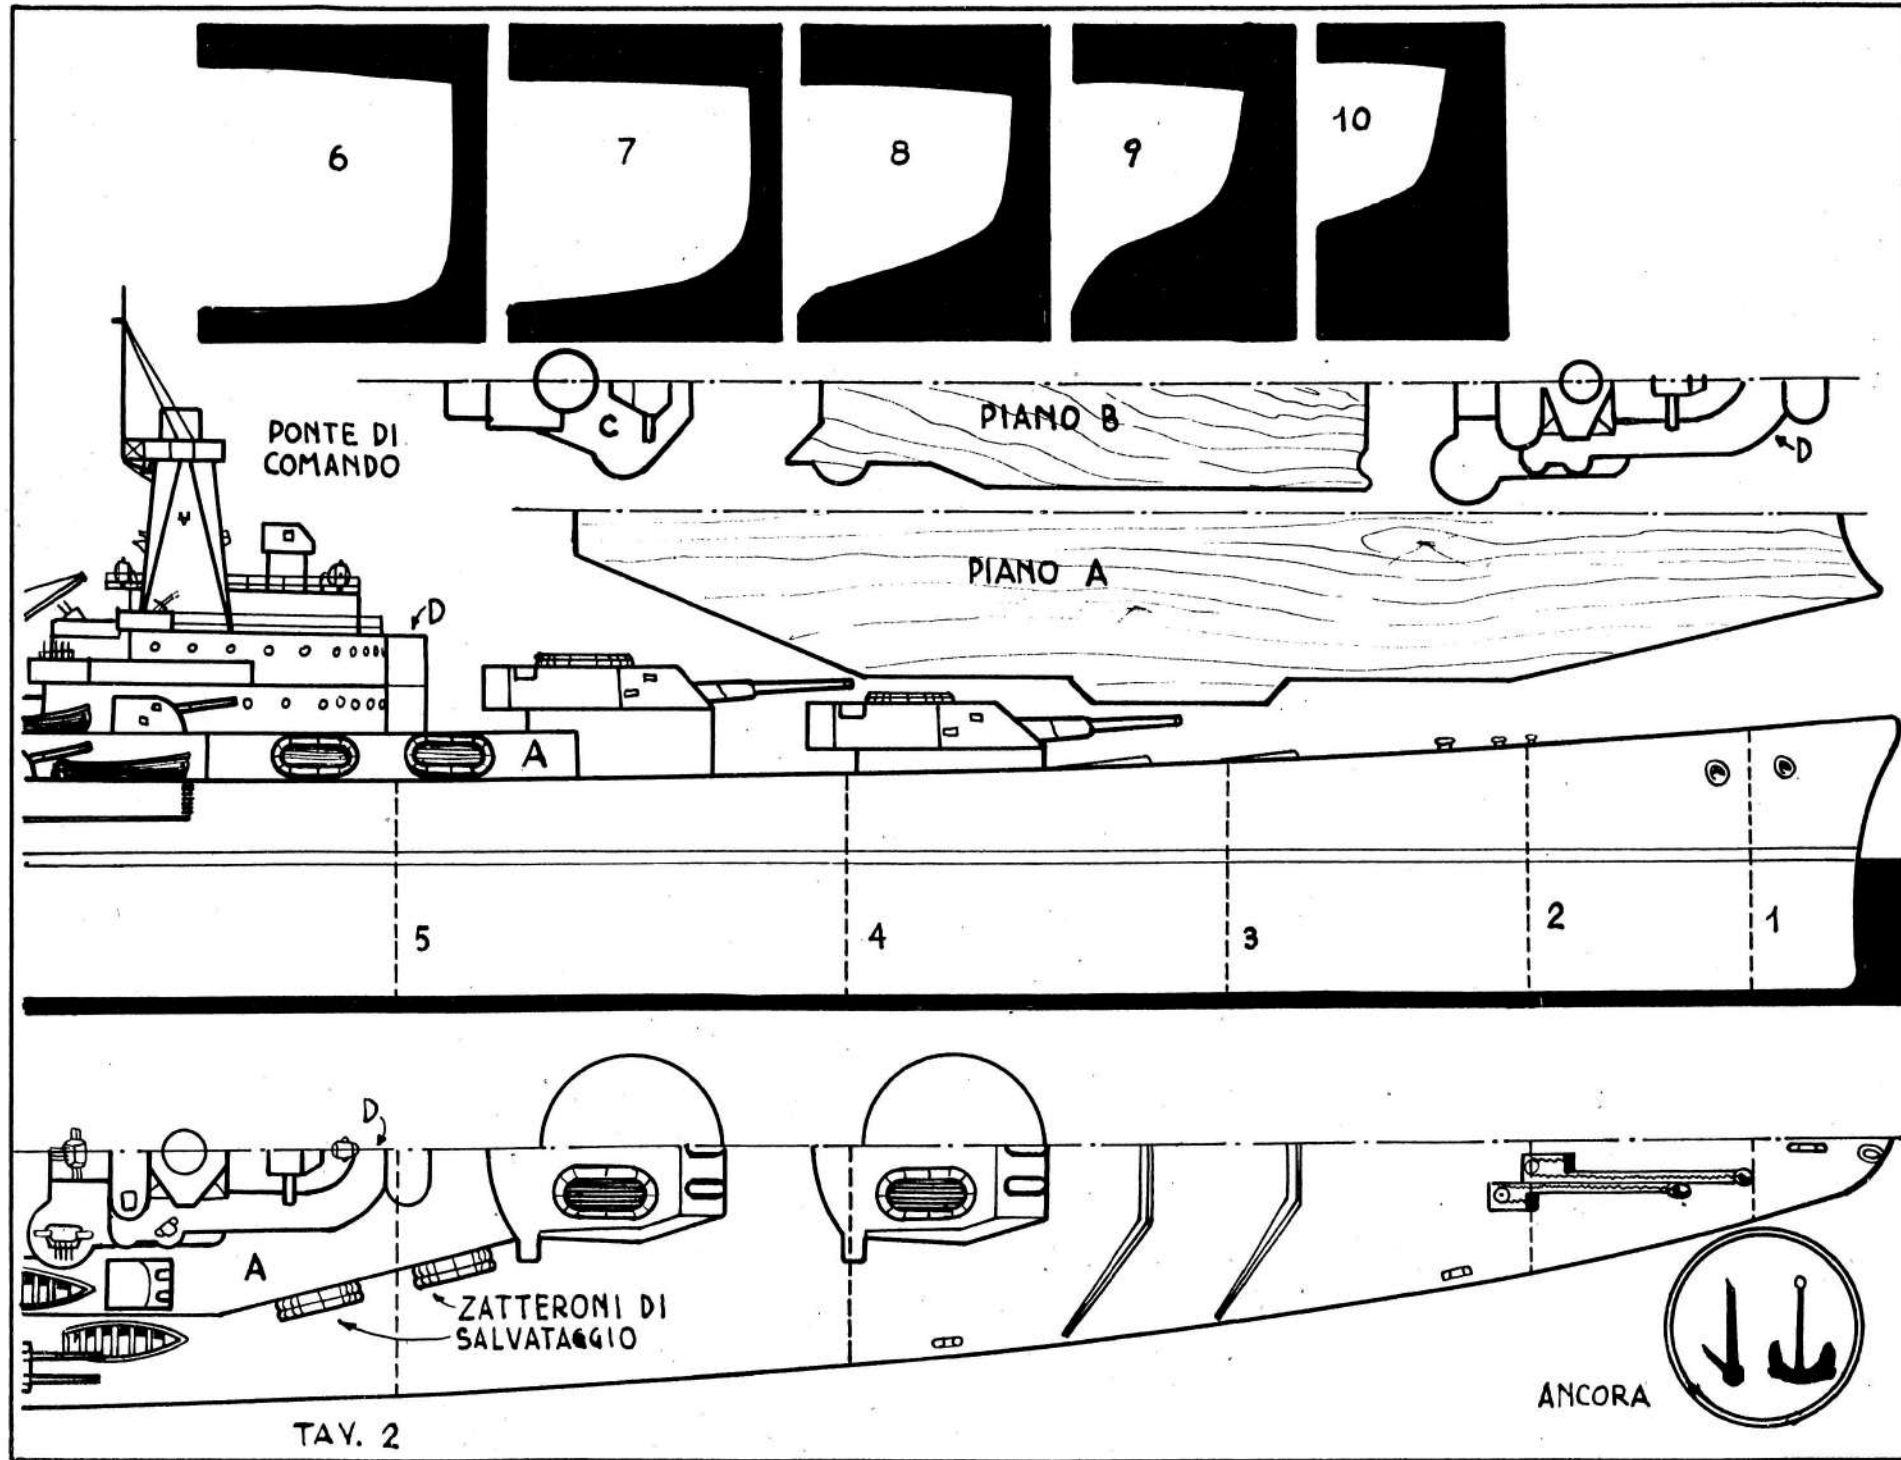 6
7
8
9
10
PONTE DI
COMANDO
C
PIANO B
D
PIANO A
D
A
5
4
3
2
1
D
A
ZATTERONI DI
SALVATAGGIO
ANCORA
TAV. 2